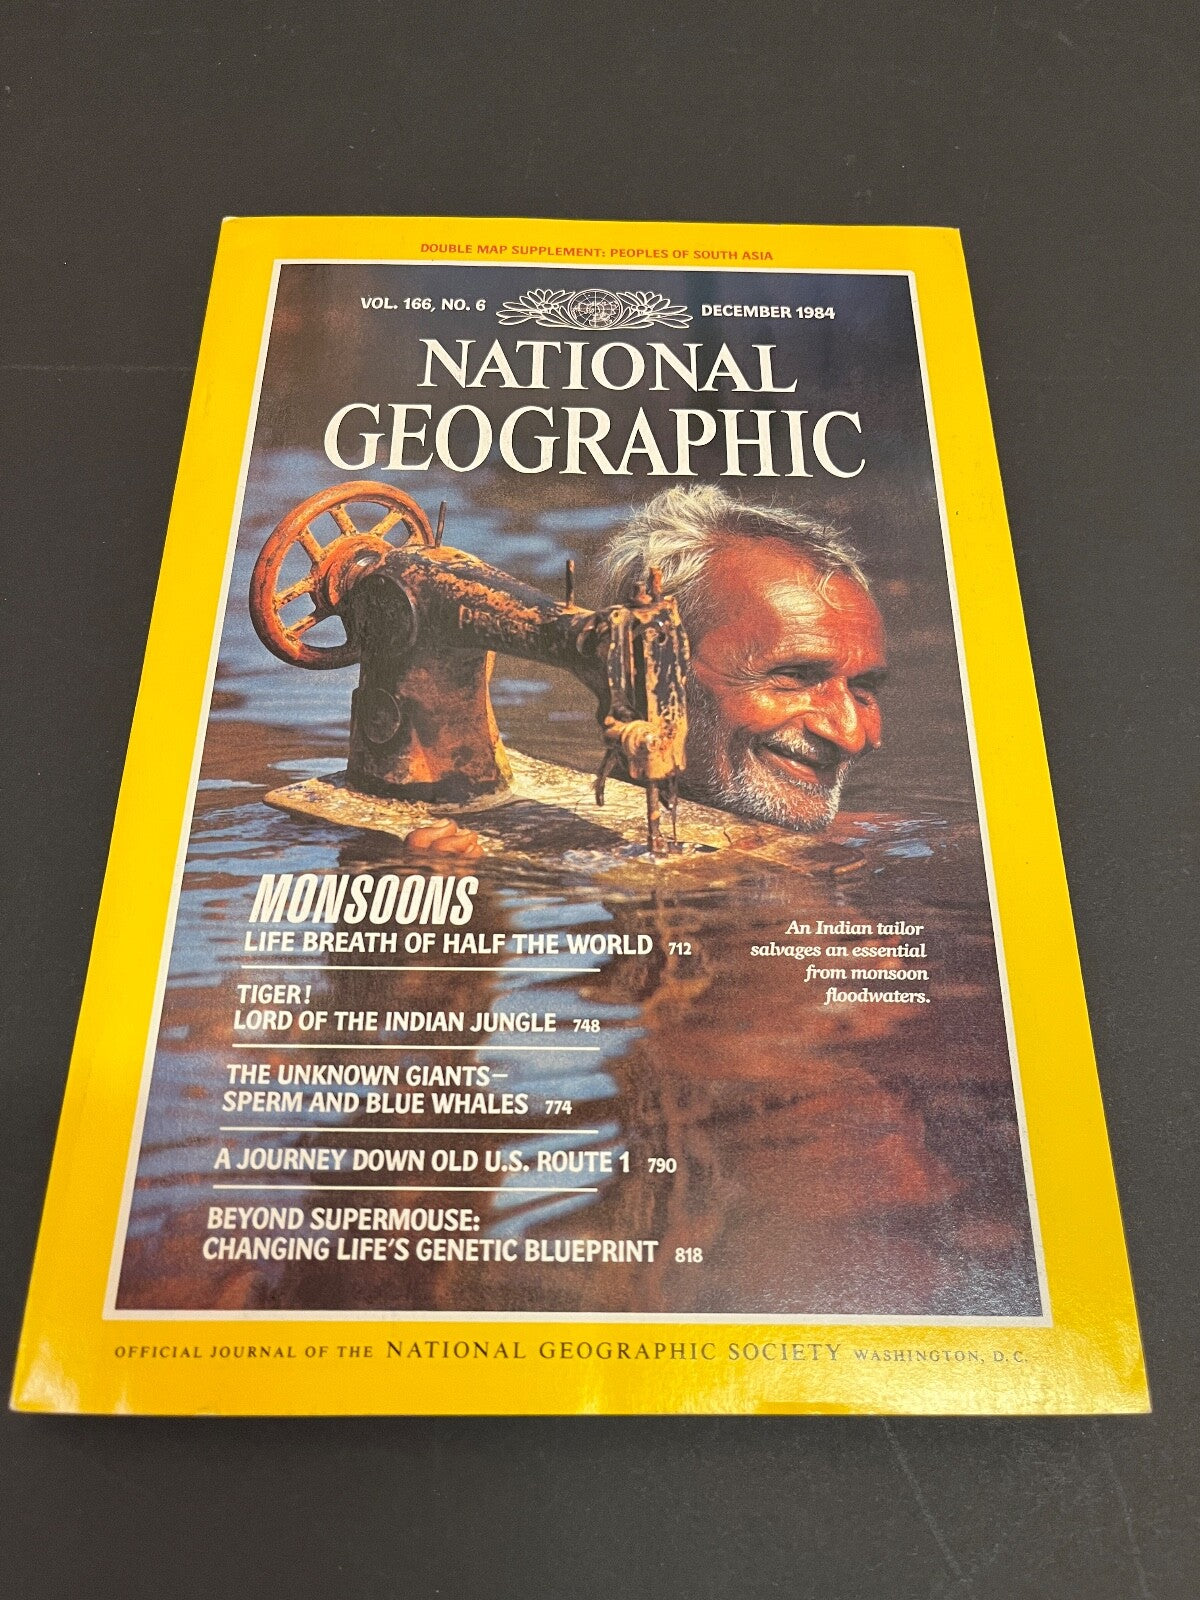 DOUBLE MAP SUPPLEMENT: PEOPLES OF SOUTH ASIA
VOL. 166, NO. 6 DECEMBER 1984
NATIONAL
GEOGRAPHIC
MONSOONS
LIFE BREATH OF HALF THE WORLD 712
TIGER!
LORD OF THE INDIAN JUNGLE 748
THE UNKNOWN GIANTS—
SPERM AND BLUE WHALES 774
A JOURNEY DOWN OLD U.S. ROUTE 1 790
BEYOND SUPERMOUSE:
CHANGING LIFE'S GENETIC BLUEPRINT 818
An Indian tailor
salvages an essential
from monsoon
floodwaters.
OFFICIAL JOURNAL OF THE NATIONAL GEOGRAPHIC SOCIETY WASHINGTON, D.C.